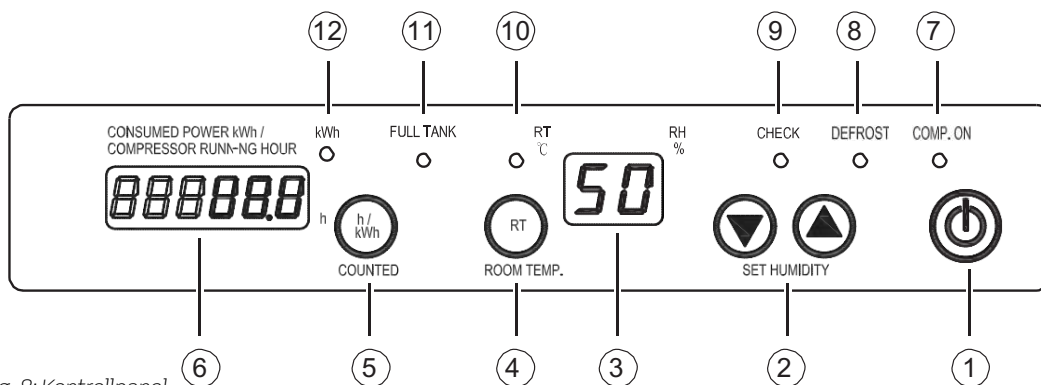 12 11 10 9 8 7
CONSUMED POWER kWh / kWh FULL TANK RT RH CHECK DEFROST COMP. ON
COMPRESSOR RUNN-NG HOUR ℃ %
888888.8 50
h h / kWh RT
COUNTED ROOM TEMP. SET HUMIDITY
6 5 4 3 2 1
g. 8: Kontrollpanel